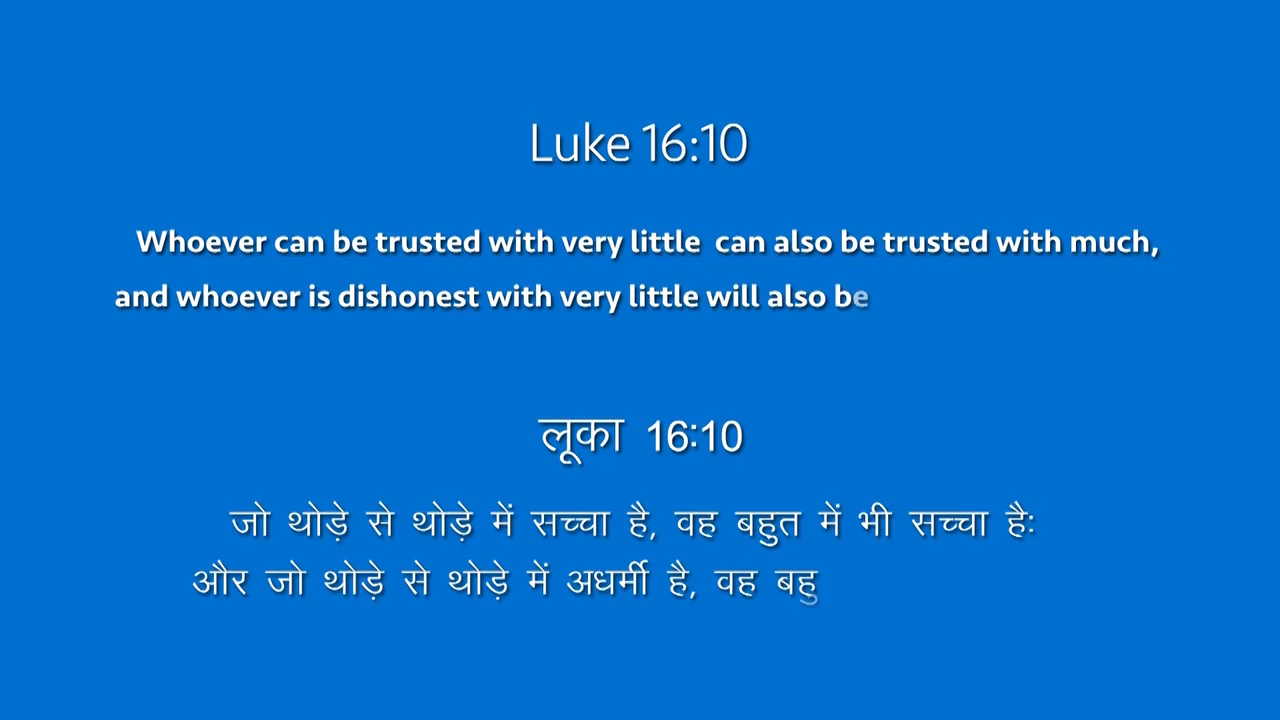 Luke 16:10
Whoever can be trusted with very little can also be trusted with much,
and whoever is dishonest with very little will also be
लूका 16:10
जो थोड़े से थोड़े में सच्चा है, वह बहुत में भी सच्चा है:
और जो थोड़े से थोड़े में अधर्मी है, वह बहु